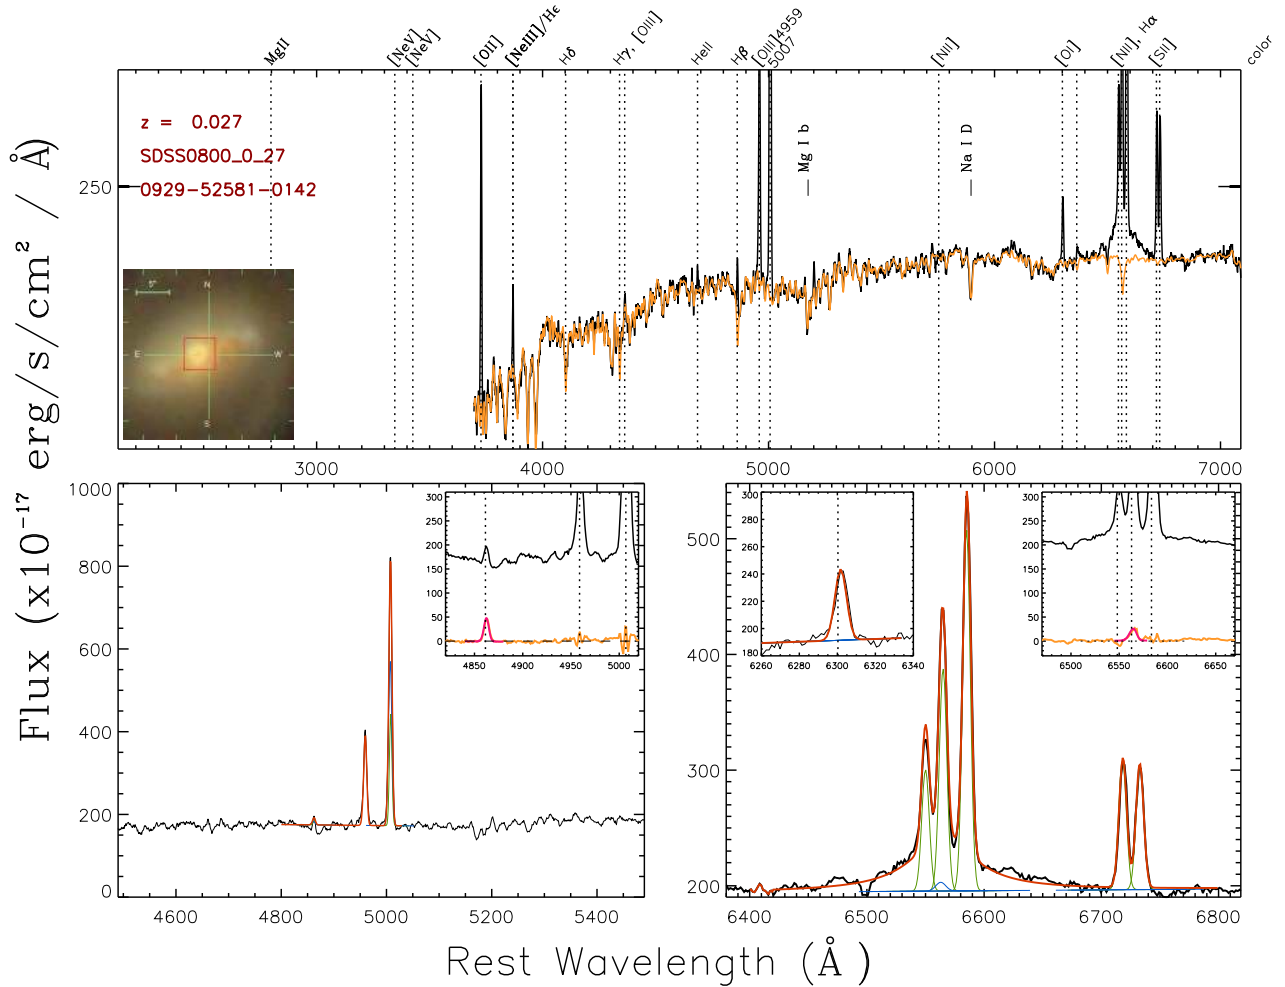 MgII [NeV] [NeV] [OII] [NeIII]/Hє Hδ Hγ, [OIII] HeII Hβ [OIII]4959 5007 [NII] [OI] [NII], Hα [SII] color
z = 0.027
SDSS0800_0_27
0929-52581-0142
250
Mg I b
Na I D
5"
N
E
W
S
3000 4000 5000 6000 7000
Flux (x10⁻¹⁷ erg/s/cm² / Å)
1000
800
600
400
200
0
4600 4800 5000 5200 5400
300
250
200
150
100
50
0
4850 4900 4950 5000
500
400
300
200
6400 6500 6600 6700 6800
300
280
260
240
220
200
180
6260 6280 6300 6320 6340
300
250
200
150
100
50
0
6500 6550 6600 6650
Rest Wavelength (Å)